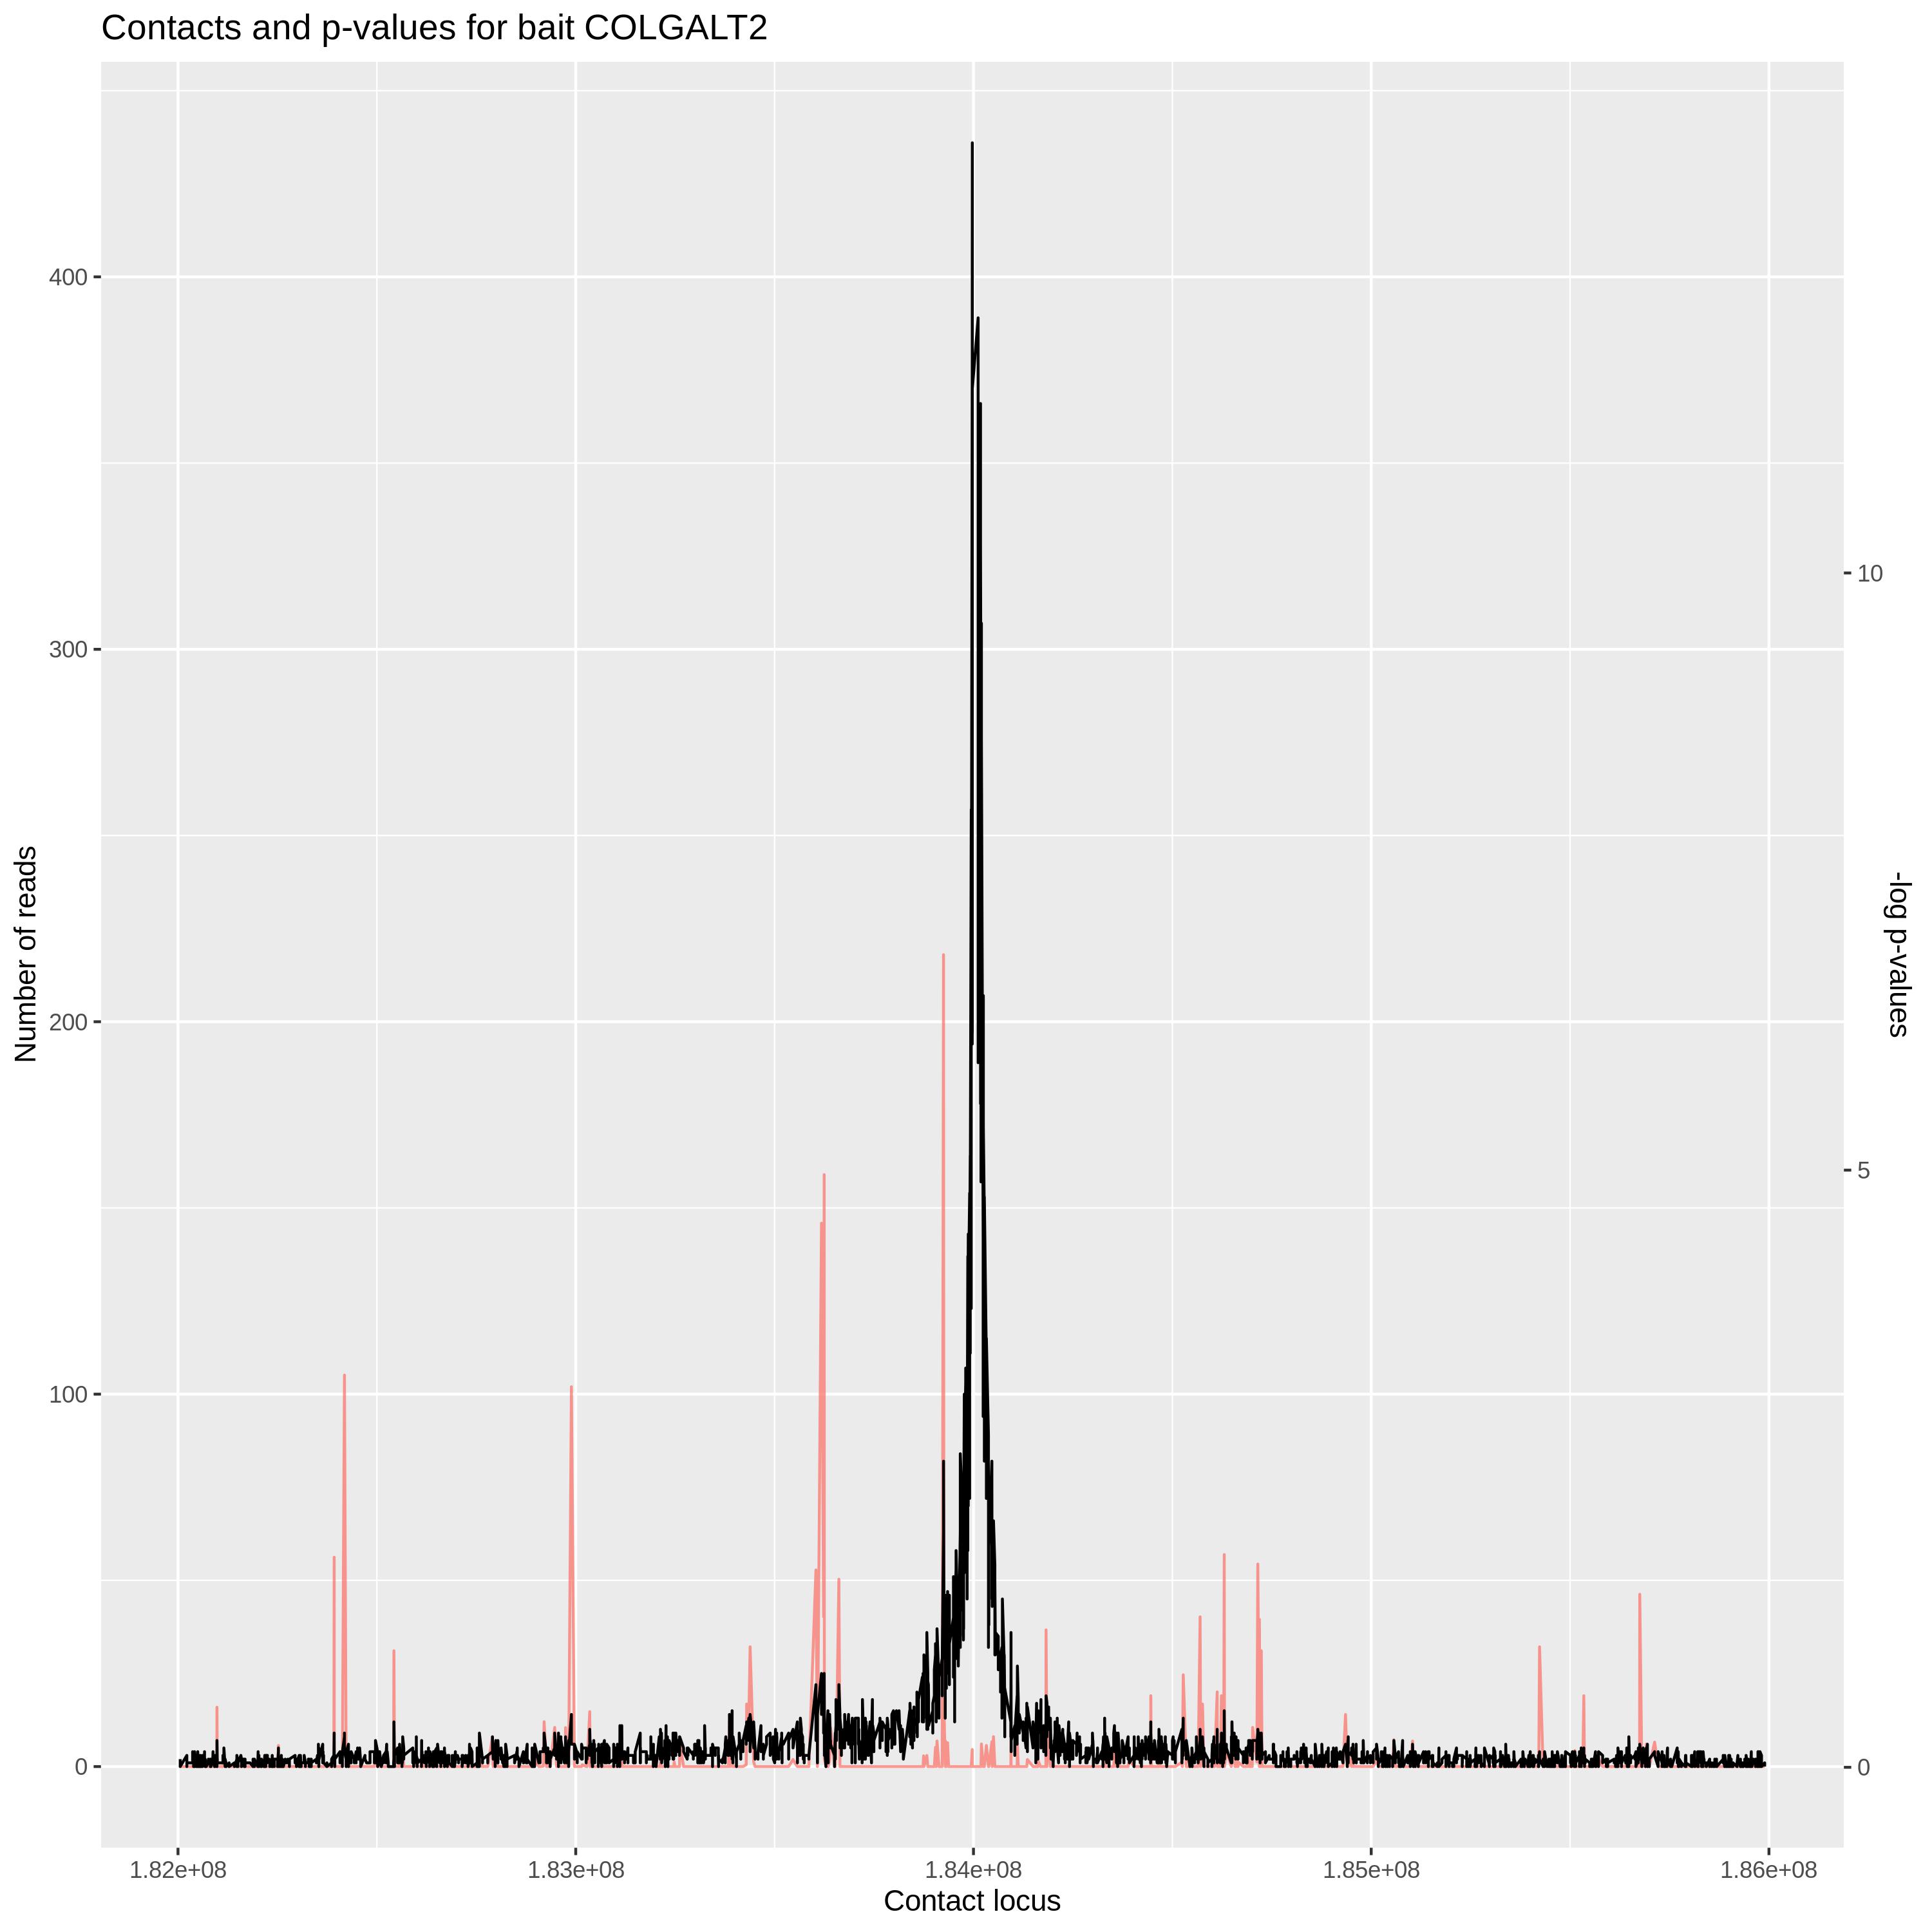 Contacts and p-values for bait COLGALT2
Number of reads
400
300
200
100
0
10
5
0
-log p-values
1.82e+08
1.83e+08
1.84e+08
1.85e+08
1.86e+08
Contact locus